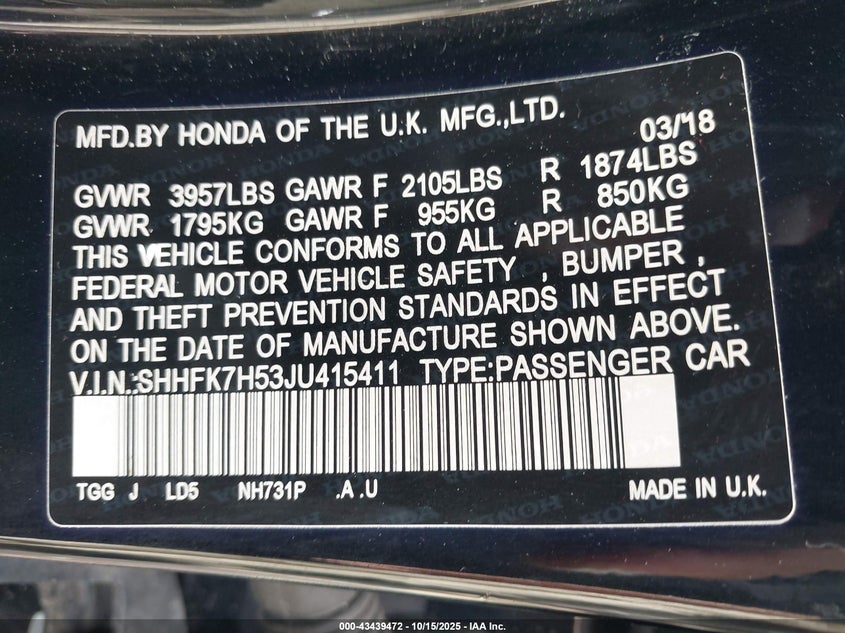 MFD.BY HONDA OF THE U.K. MFG.,LTD. 03/'18
GVWR 3957LBS GAWR F 2105LBS R 1874LBS
GVWR 1795KG GAWR F 955KG R 850KG
THIS VEHICLE CONFORMS TO ALL APPLICABLE
FEDERAL MOTOR VEHICLE SAFETY , BUMPER ,
AND THEFT PREVENTION STANDARDS IN EFFECT
ON THE DATE OF MANUFACTURE SHOWN ABOVE.
V.I.N.:SHHFK7H53JU415411 TYPE:PASSENGER CAR
TGG J LD5 NH731P .A .U MADE IN U.K.
000-43439472 - 10/15/2025 - IAA Inc.